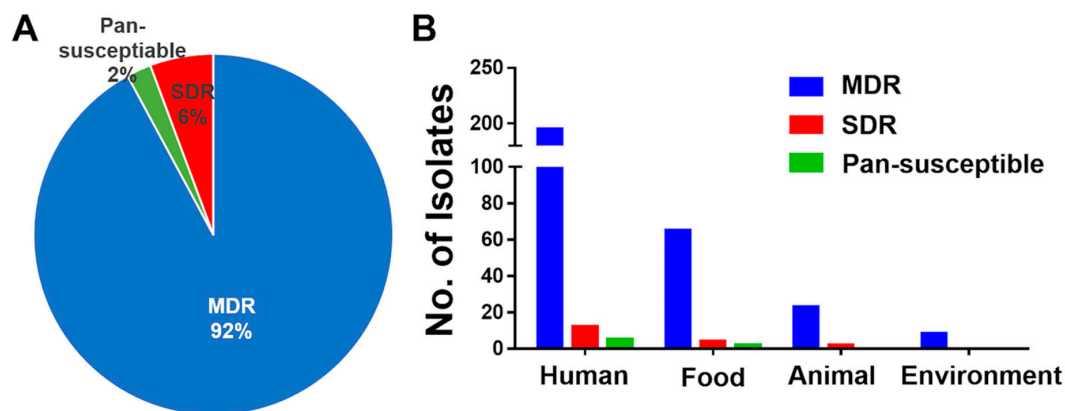 A
Pan-
susceptiable
2%
SDR
6%
MDR
92%
B
No. of Isolates
250
200
100
80
60
40
20
0
MDR
SDR
Pan-susceptible
Human Food Animal Environment